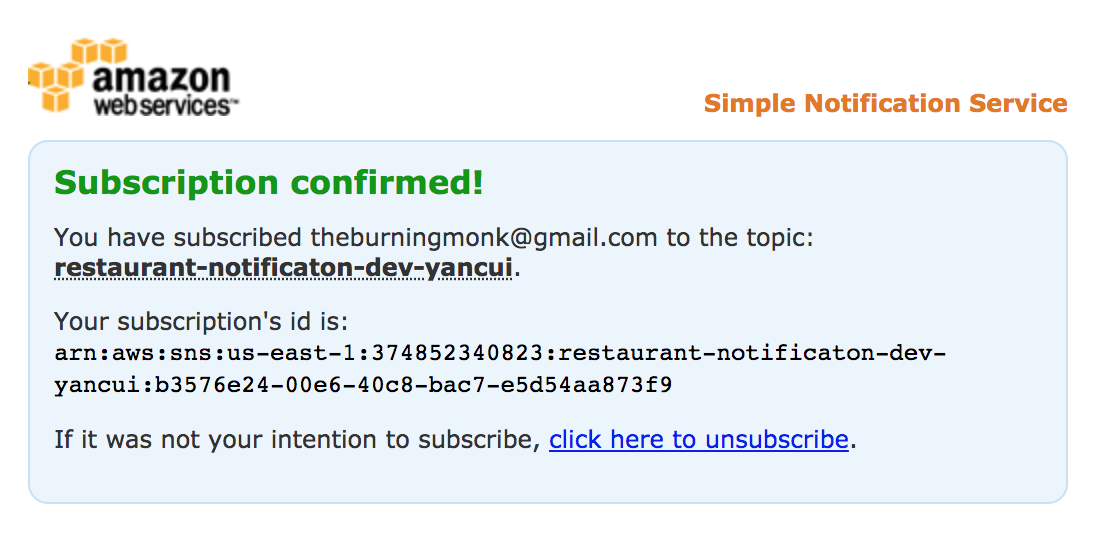 amazon
webservices™
Simple Notification Service
Subscription confirmed!
You have subscribed theburningmonk@gmail.com to the topic:
restaurant-notificaton-dev-yancui.
Your subscription's id is:
arn:aws:sns:us-east-1:374852340823:restaurant-notificaton-dev-
yancui:b3576e24-00e6-40c8-bac7-e5d54aa873f9
If it was not your intention to subscribe, click here to unsubscribe.